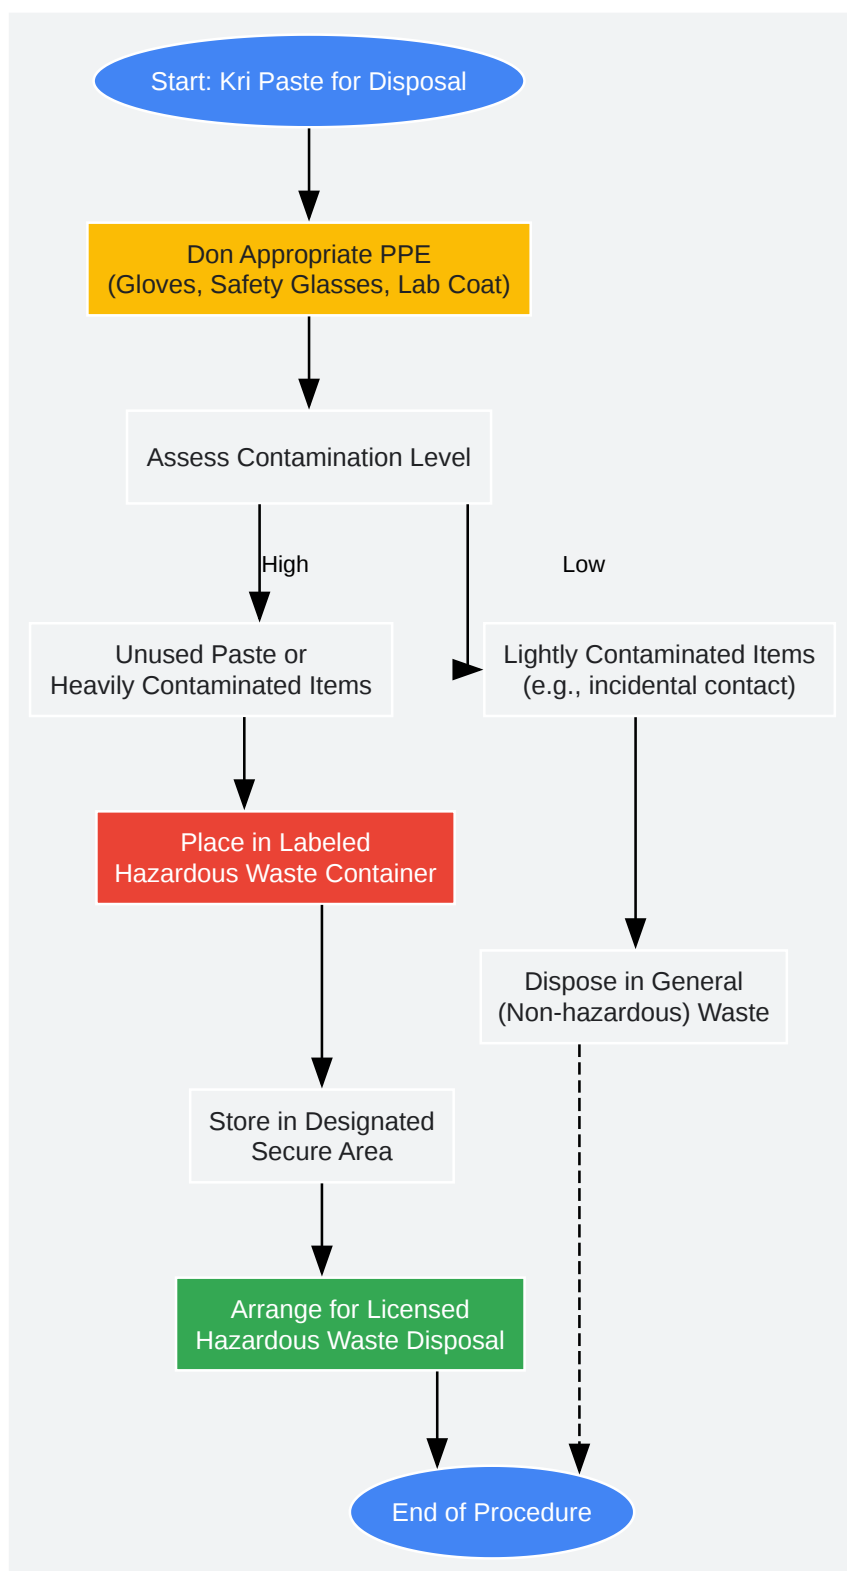 Start: Kri Paste for Disposal
Don Appropriate PPE
(Gloves, Safety Glasses, Lab Coat)
Assess Contamination Level
High
Low
Unused Paste or
Heavily Contaminated Items
Lightly Contaminated Items
(e.g., incidental contact)
Place in Labeled
Hazardous Waste Container
Dispose in General
(Non-hazardous) Waste
Store in Designated
Secure Area
Arrange for Licensed
Hazardous Waste Disposal
End of Procedure